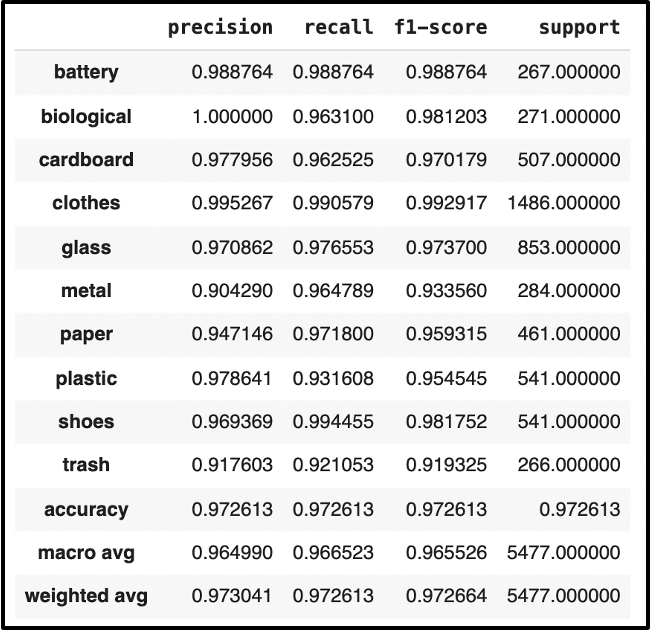 precision recall f1-score support
battery 0.988764 0.988764 0.988764 267.000000
biological 1.000000 0.963100 0.981203 271.000000
cardboard 0.977956 0.962525 0.970179 507.000000
clothes 0.995267 0.990579 0.992917 1486.000000
glass 0.970862 0.976553 0.973700 853.000000
metal 0.904290 0.964789 0.933560 284.000000
paper 0.947146 0.971800 0.959315 461.000000
plastic 0.978641 0.931608 0.954545 541.000000
shoes 0.969369 0.994455 0.981752 541.000000
trash 0.917603 0.921053 0.919325 266.000000
accuracy 0.972613 0.972613 0.972613 0.972613
macro avg 0.964990 0.966523 0.965526 5477.000000
weighted avg 0.973041 0.972613 0.972664 5477.000000